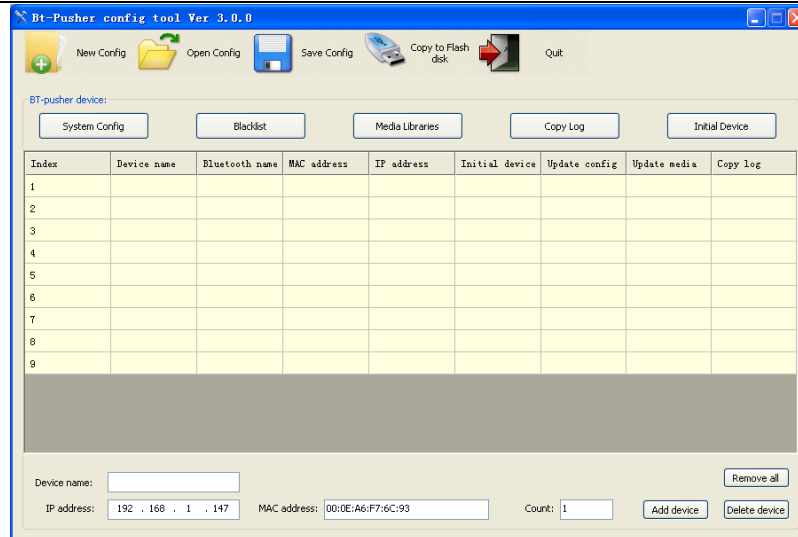 Bt-Pusher config tool Ver 3.0.0
New Config Open Config Save Config Copy to Flash disk Quit
BT-pusher device:
System Config Blacklist Media Libraries Copy Log Initial Device
Index Device name Bluetooth name MAC address IP address Initial device Update config Update media Copy log
1
2
3
4
5
6
7
8
9
Remove all
Device name:
IP address: 192 . 168 . 1 . 147 MAC address: 00:0E:A6:F7:6C:93 Count: 1 Add device Delete device